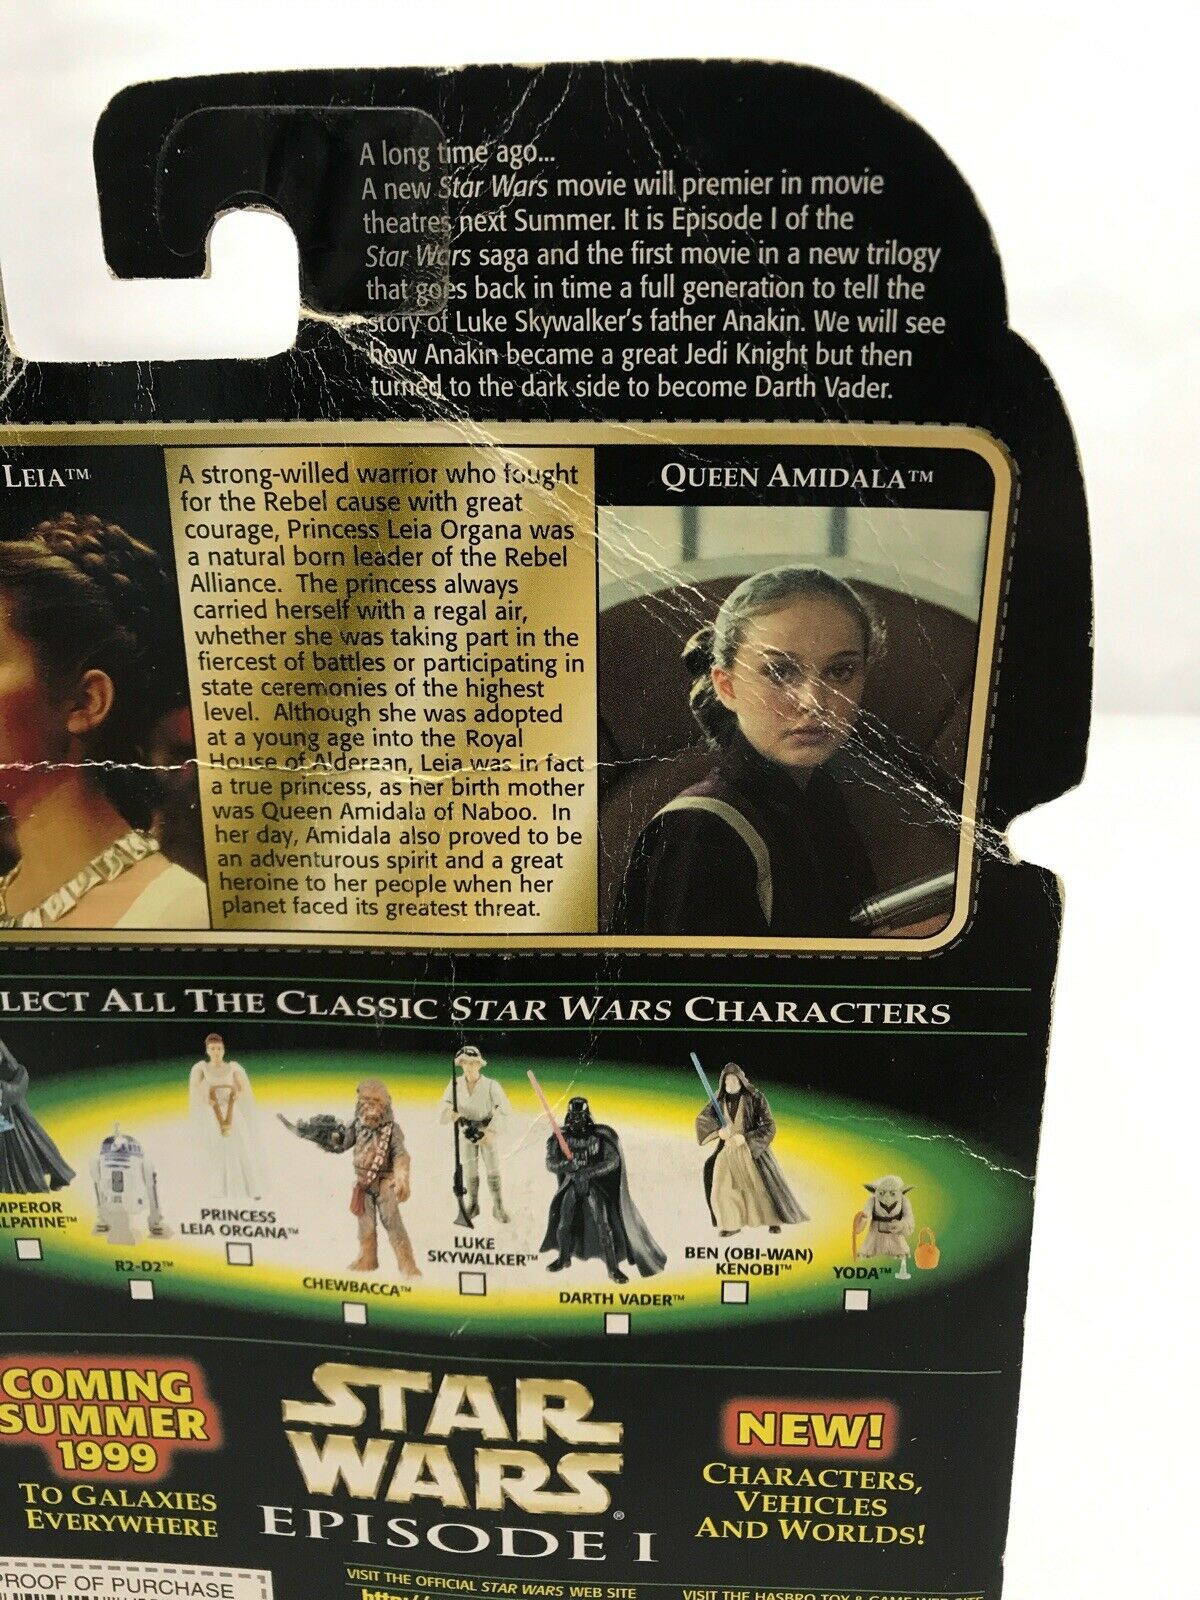 A long time ago...
A new Star Wars movie will premier in movie
theatres next Summer. It is Episode I of the
Star Wars saga and the first movie in a new trilogy
that goes back in time a full generation to tell the
story of Luke Skywalker's father Anakin. We will see
how Anakin became a great Jedi Knight but then
turned to the dark side to become Darth Vader.
LEIA™
A strong-willed warrior who fought
for the Rebel cause with great
courage, Princess Leia Organa was
a natural born leader of the Rebel
Alliance. The princess always
carried herself with a regal air,
whether she was taking part in the
fiercest of battles or participating in
state ceremonies of the highest
level. Although she was adopted
at a young age into the Royal
House of Alderaan, Leia was in fact
a true princess, as her birth mother
was Queen Amidala of Naboo. In
her day, Amidala also proved to be
an adventurous spirit and a great
heroine to her people when her
planet faced its greatest threat.
QUEEN AMIDALA™
LECT ALL THE CLASSIC STAR WARS CHARACTERS
MPEROR
LPATINE™
R2-D2™
PRINCESS
LEIA ORGANA™
CHEWBACCA™
LUKE
SKYWALKER™
DARTH VADER™
BEN (OBI-WAN)
KENOBI™
YODA™
COMING
SUMMER
1999
TO GALAXIES
EVERYWHERE
STAR
WARS®
EPISODE I
NEW!
CHARACTERS,
VEHICLES
AND WORLDS!
PROOF OF PURCHASE
VISIT THE OFFICIAL STAR WARS WEB SITE
VISIT THE HASBRO TOY & GAME WEB SITE